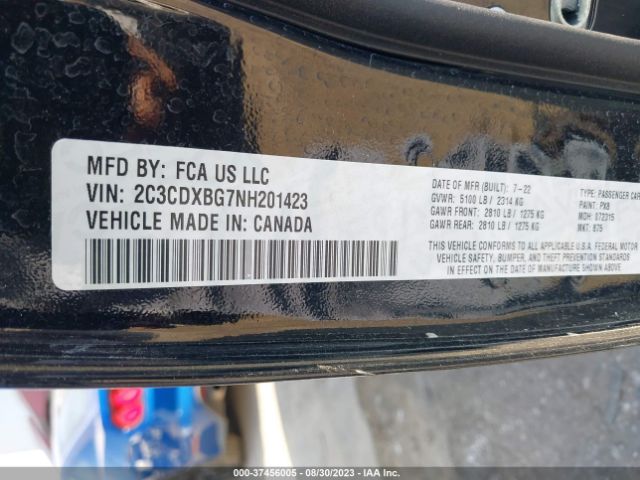 MFD BY: FCA US LLC
VIN: 2C3CDXBG7NH201423
VEHICLE MADE IN: CANADA
DATE OF MFR (BUILT): 7-22
GVWR: 5100 LB / 2314 KG
GAWR FRONT: 2810 LB / 1275 KG
GAWR REAR: 2810 LB / 1275 KG
TYPE: PASSENGER CAR
PAINT: PX8
MDH: 072315
MKT: 875
THIS VEHICLE CONFORMS TO ALL APPLICABLE U.S.A. FEDERAL MOTOR
VEHICLE SAFETY, BUMPER, AND THEFT PREVENTION STANDARDS
IN EFFECT ON THE DATE OF MANUFACTURE SHOWN ABOVE
000-37456005 - 08/30/2023 - IAA Inc.